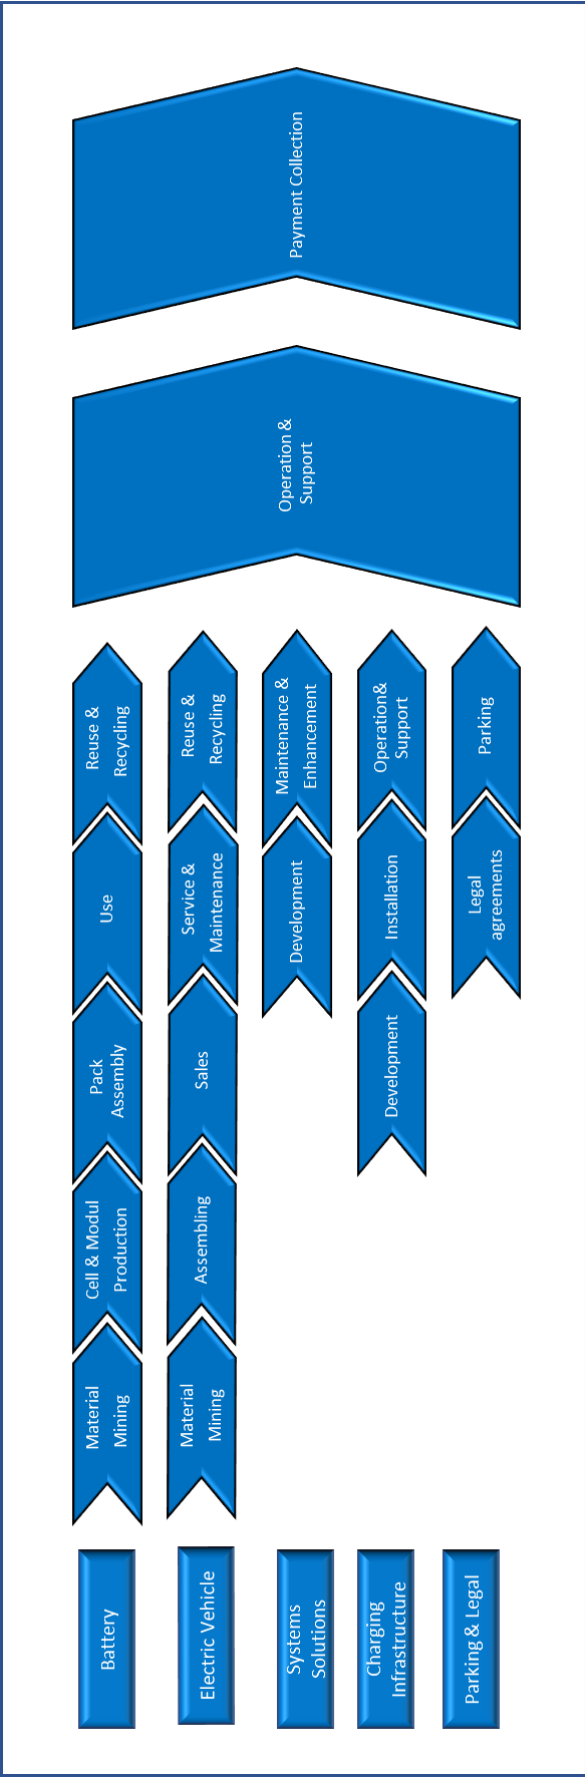 Battery
Material
Mining
Cell & Modul
Production
Pack
Assembly
Use
Reuse &
Recycling
Electric Vehicle
Material
Mining
Assembling
Sales
Service &
Maintenance
Reuse &
Recycling
Systems
Solutions
Development
Maintenance &
Enhancement
Charging
Infrastructure
Development
Installation
Operation&
Support
Parking & Legal
Legal
agreements
Parking
Operation &
Support
Payment Collection